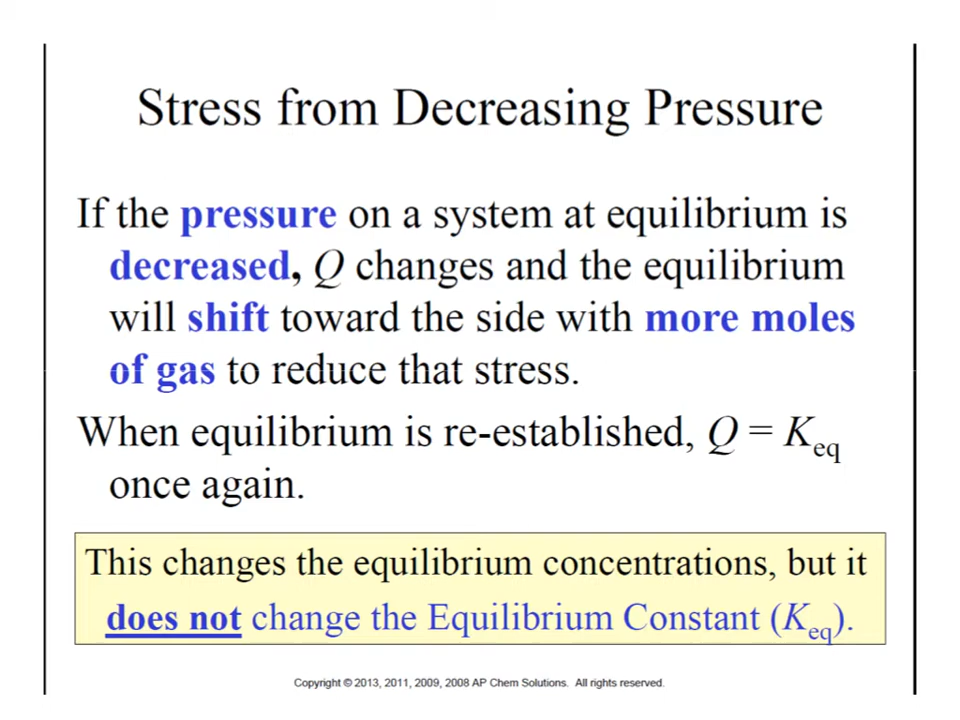 Stress from Decreasing Pressure
If the pressure on a system at equilibrium is
decreased, Q changes and the equilibrium
will shift toward the side with more moles
of gas to reduce that stress.
When equilibrium is re-established, Q = Keq
once again.
This changes the equilibrium concentrations, but it
does not change the Equilibrium Constant (Keq).
Copyright © 2013, 2011, 2009, 2008 AP Chem Solutions. All rights reserved.